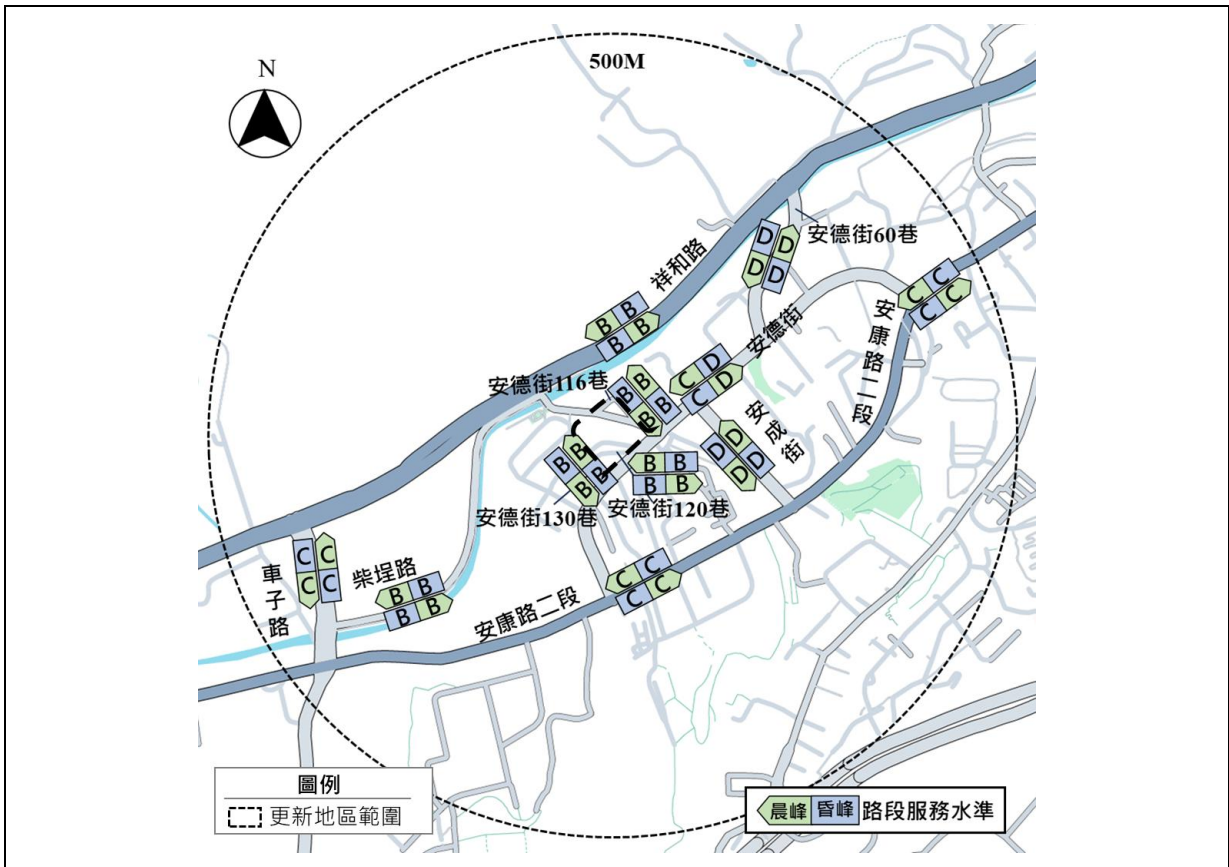 500M
N
安德街60巷
D D
D D
祥和路
B B
B B
C C
C C
安康路二段
安德街
C D
C D
安德街116巷
B B
B B
安成街
D D
D D
B B
B B
B B
B B
安德街130巷
安德街120巷
C C
C C
車子路
柴埕路
B B
B B
C C
C C
安康路二段
圖例
更新地區範圍
晨峰 昏峰 路段服務水準